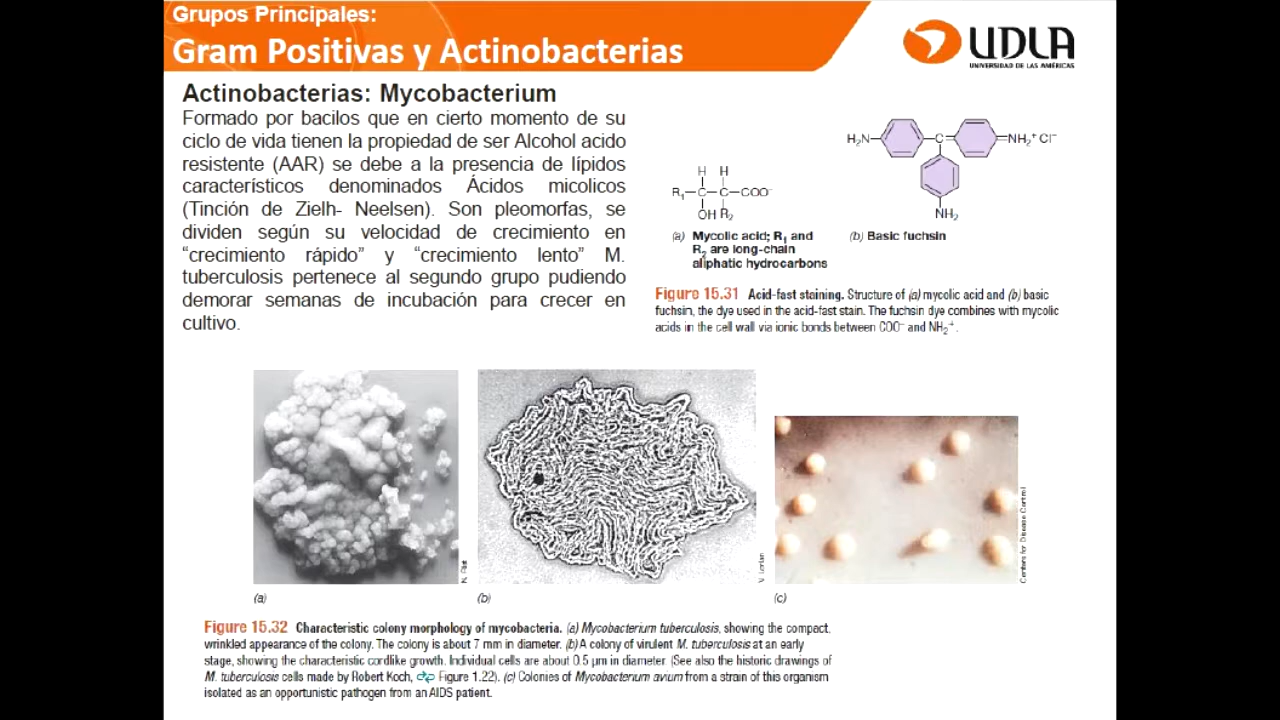 Grupos Principales:
Gram Positivas y Actinobacterias
UDLA
UNIVERSIDAD DE LAS AMÉRICAS
Actinobacterias: Mycobacterium
Formado por bacilos que en cierto momento de su
ciclo de vida tienen la propiedad de ser Alcohol acido
resistente (AAR) se debe a la presencia de lípidos
característicos denominados Ácidos micolicos
(Tinción de Zielh- Neelsen). Son pleomorfas, se
dividen según su velocidad de crecimiento en
“crecimiento rápido” y “crecimiento lento” M.
tuberculosis pertenece al segundo grupo pudiendo
demorar semanas de incubación para crecer en
cultivo.
H H
R₁—C—C—COO⁻
OH R₂
(a) Mycolic acid; R₁ and
R₂ are long-chain
aliphatic hydrocarbons
H₂N C NH₂⁺ Cl⁻
NH₂
(b) Basic fuchsin
Figure 15.31 Acid-fast staining. Structure of (a) mycolic acid and (b) basic
fuchsin, the dye used in the acid-fast stain. The fuchsin dye combines with mycolic
acids in the cell wall via ionic bonds between COO⁻ and NH₂⁺.
Centers for Disease Control
(a)
(b)
(c)
Figure 15.32 Characteristic colony morphology of mycobacteria. (a) Mycobacterium tuberculosis, showing the compact,
wrinkled appearance of the colony. The colony is about 7 mm in diameter. (b) A colony of virulent M. tuberculosis at an early
stage, showing the characteristic cordlike growth. Individual cells are about 0.5 μm in diameter. (See also the historic drawings of
M. tuberculosis cells made by Robert Koch, Figure 1.22). (c) Colonies of Mycobacterium avium from a strain of this organism
isolated as an opportunistic pathogen from an AIDS patient.